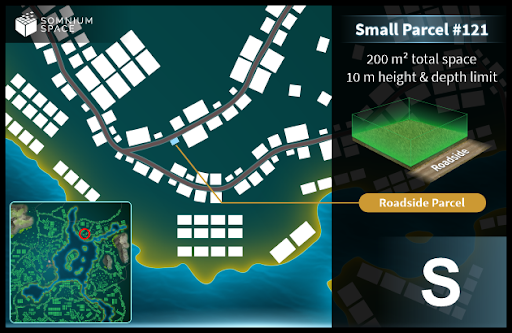 SOMNIUM
SPACE
Small Parcel #121
200 m² total space
10 m height & depth limit
Roadside
Roadside Parcel
S